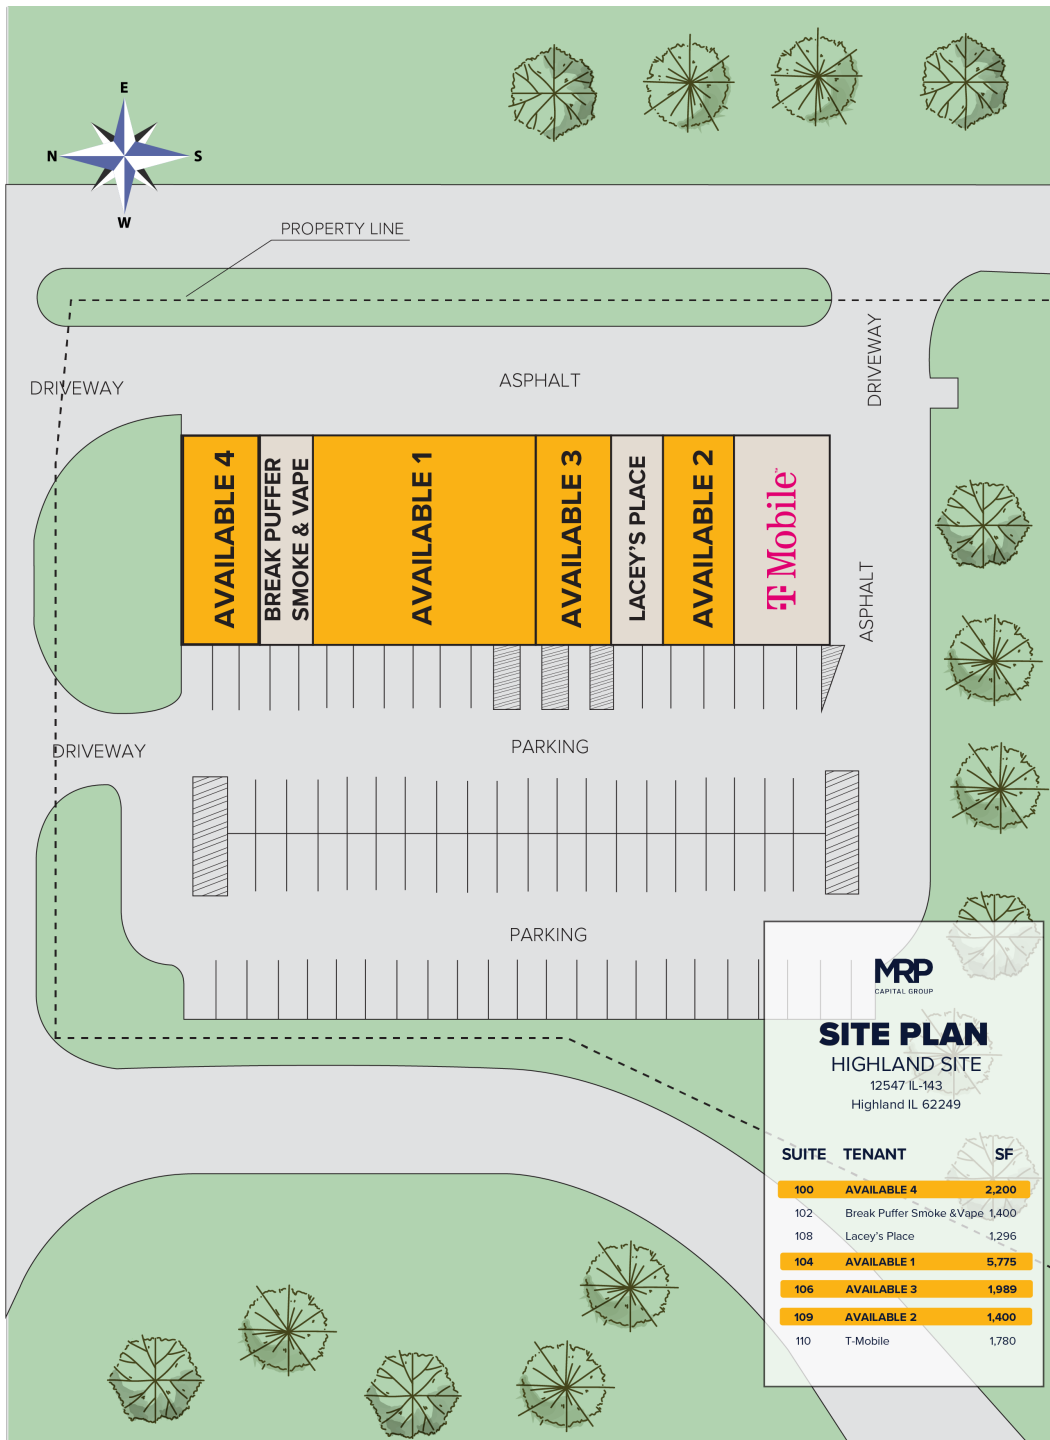 E
N S
W
PROPERTY LINE
DRIVEWAY
ASPHALT
DRIVEWAY
AVAILABLE 4
BREAK PUFFER
SMOKE & VAPE
AVAILABLE 1
AVAILABLE 3
LACEY'S PLACE
AVAILABLE 2
T Mobile™
ASPHALT
DRIVEWAY
PARKING
PARKING
MRP
CAPITAL GROUP
SITE PLAN
HIGHLAND SITE
12547 IL-143
Highland IL 62249
SUITE TENANT SF
100 AVAILABLE 4 2,200
102 Break Puffer Smoke &Vape 1,400
108 Lacey's Place 1,296
104 AVAILABLE 1 5,775
106 AVAILABLE 3 1,989
109 AVAILABLE 2 1,400
110 T-Mobile 1,780